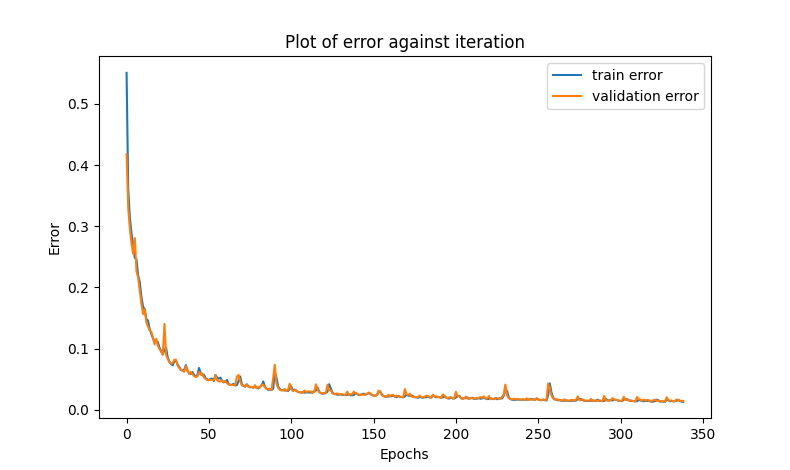 Plot of error against iteration
train error
validation error
Error
0.5
0.4
0.3
0.2
0.1
0.0
0 50 100 150 200 250 300 350
Epochs